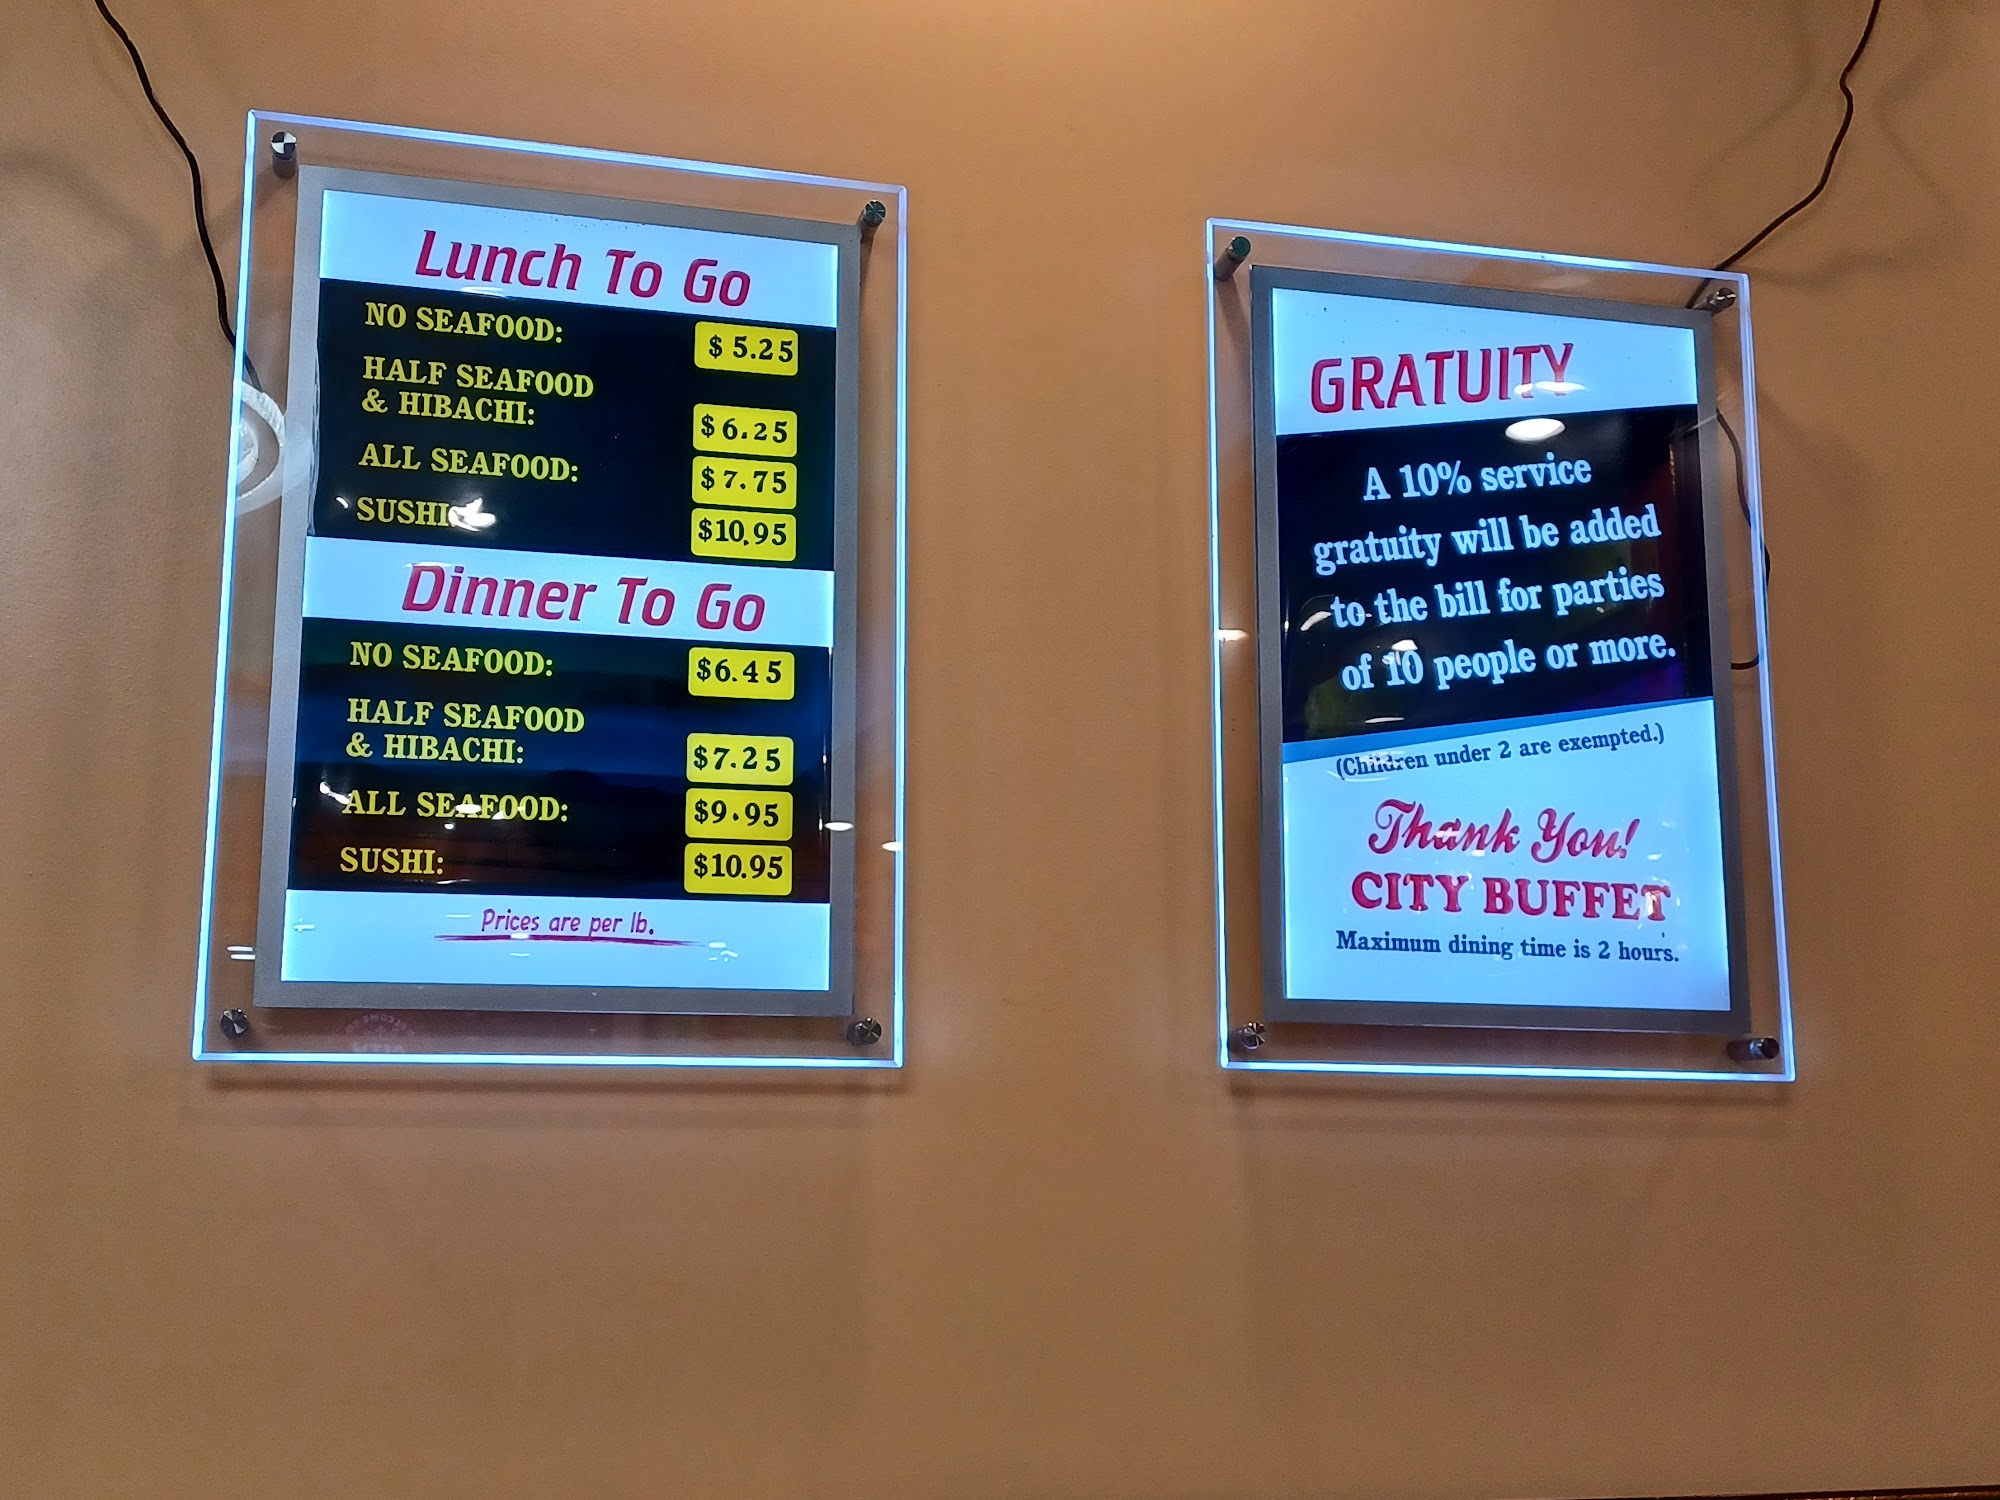 Lunch To Go
NO SEAFOOD: $5.25
HALF SEAFOOD
& HIBACHI: $6.25
ALL SEAFOOD: $7.75
SUSHI: $10.95
Dinner To Go
NO SEAFOOD: $6.45
HALF SEAFOOD
& HIBACHI: $7.25
ALL SEAFOOD: $9.95
SUSHI: $10.95
Prices are per lb.
GRATUITY
A 10% service
gratuity will be added
to the bill for parties
of 10 people or more.
(Children under 2 are exempted.)
Thank You!
CITY BUFFET
Maximum dining time is 2 hours.